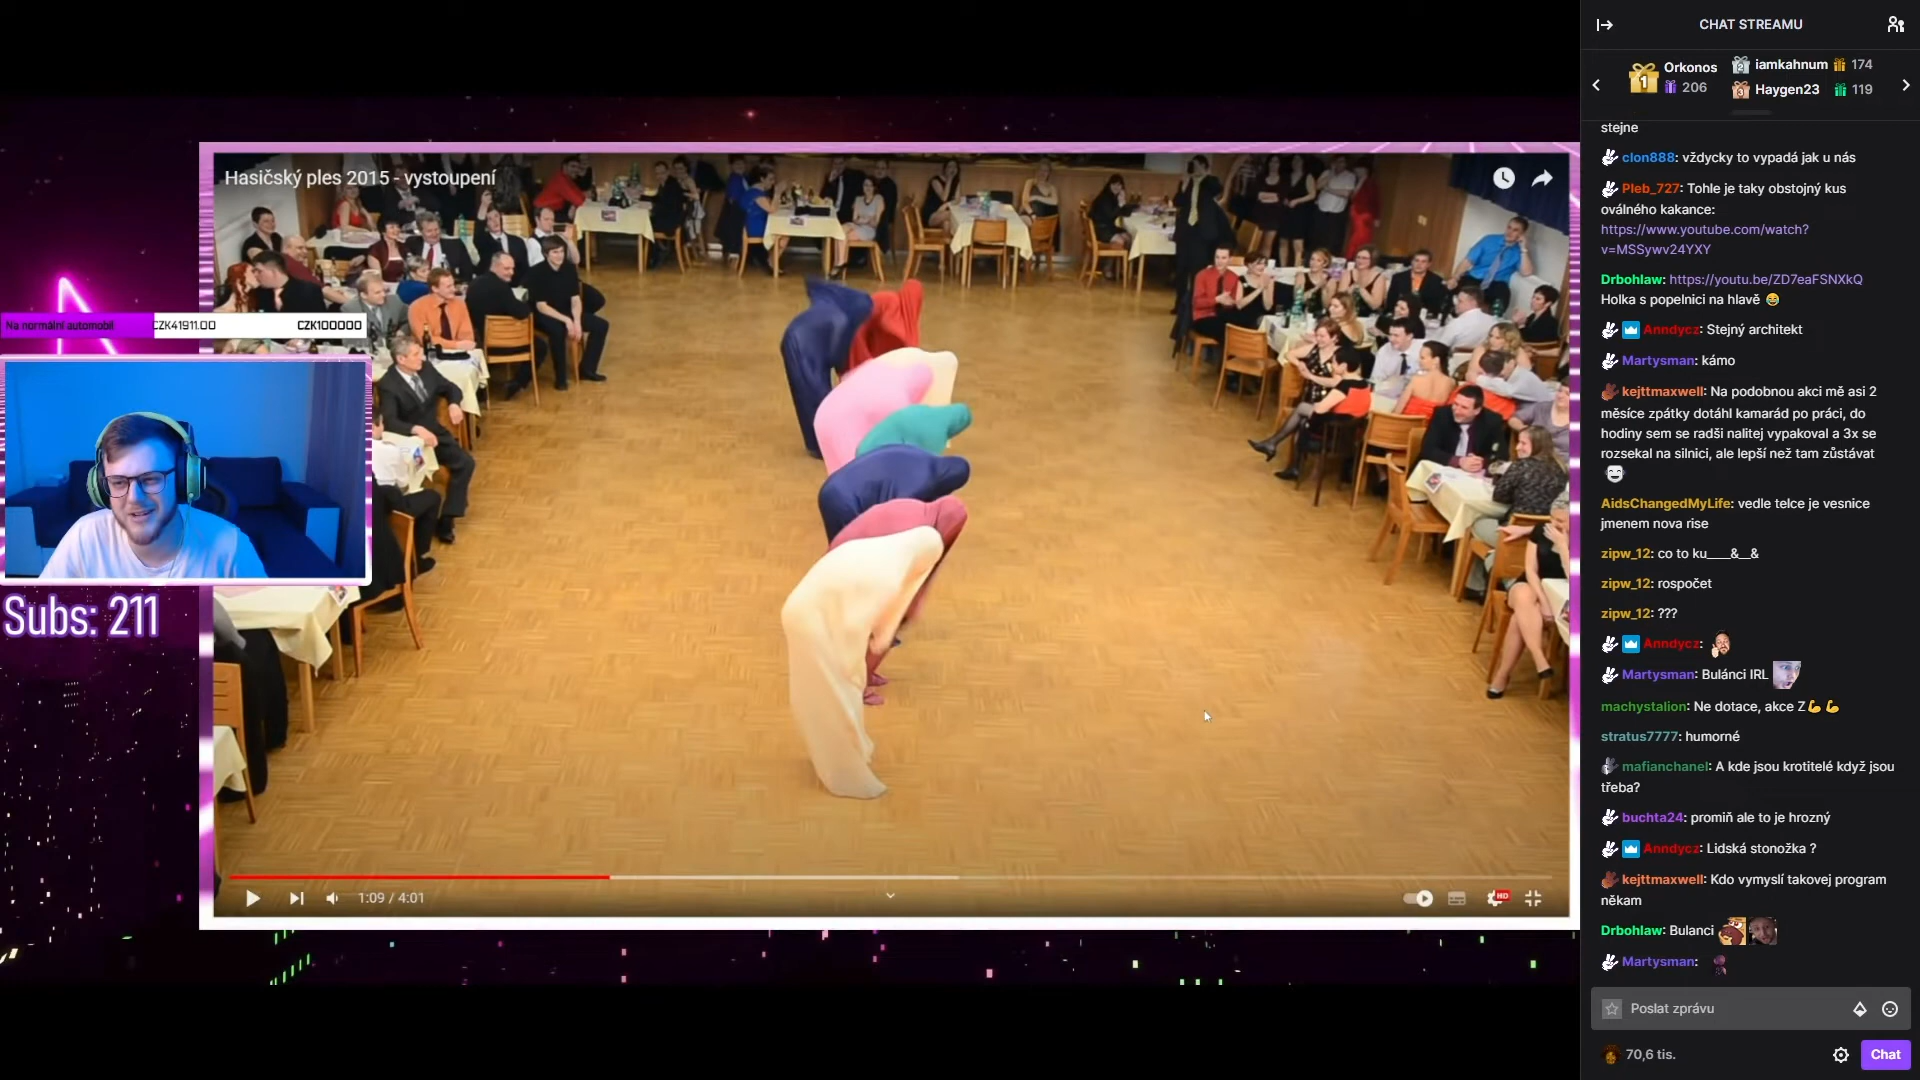 Hasičský ples 2015 - vystoupení
Na normální automobil CZK41911.00 CZK100000
Subs: 211
1:09 / 4:01
HD
CHAT STREAMU
1 Orkonos 206
2 iamkahnum 174
3 Haygen23 119
stejne
clon888: vždycky to vypadá jak u nás
Pleb_727: Tohle je taky obstojný kus
oválného kakance:
https://www.youtube.com/watch?
v=MSSywv24YXY
Drbohlaw: https://youtu.be/ZD7eaFSNXkQ
Holka s popelnici na hlavě 😂
Anndycz: Stejný architekt
Martysman: kámo
kejttmaxwell: Na podobnou akci mě asi 2
měsíce zpátky dotáhl kamarád po práci, do
hodiny sem se radši nalitej vypakoval a 3x se
rozsekal na silnici, ale lepší než tam zůstávat
AidsChangedMyLife: vedle telce je vesnice
jmenem nova rise
zipw_12: co to ku____&__&
zipw_12: rospočet
zipw_12: ???
Anndycz:
Martysman: Bulánci IRL
machystalion: Ne dotace, akce Z💪 💪
stratus7777: humorné
mafianchanel: A kde jsou krotitelé když jsou
třeba?
buchta24: promiň ale to je hrozný
Anndycz: Lidská stonožka ?
kejttmaxwell: Kdo vymyslí takovej program
někam
Drbohlaw: Bulanci
Martysman:
Poslat zprávu
70,6 tis.
Chat